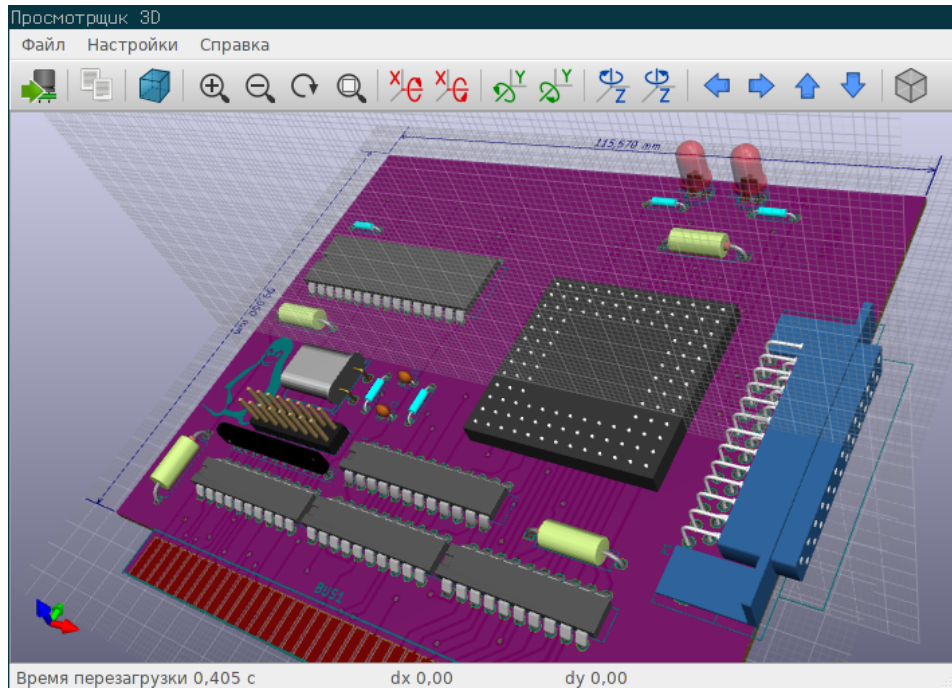 Просмотрщик 3D
Файл Настройки Справка
X X Y Y Z Z
115,570 mm
BUS1
Время перезагрузки 0,405 с dx 0,00 dy 0,00